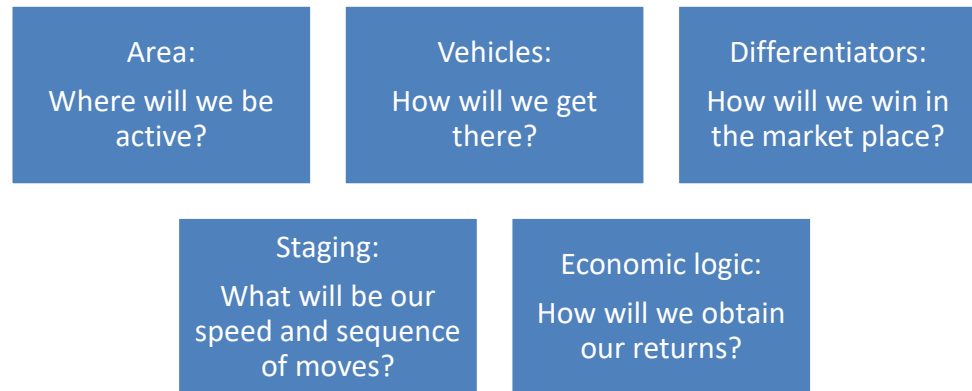 Area:
Where will we be
active?
Vehicles:
How will we get
there?
Differentiators:
How will we win in
the market place?
Staging:
What will be our
speed and sequence
of moves?
Economic logic:
How will we obtain
our returns?